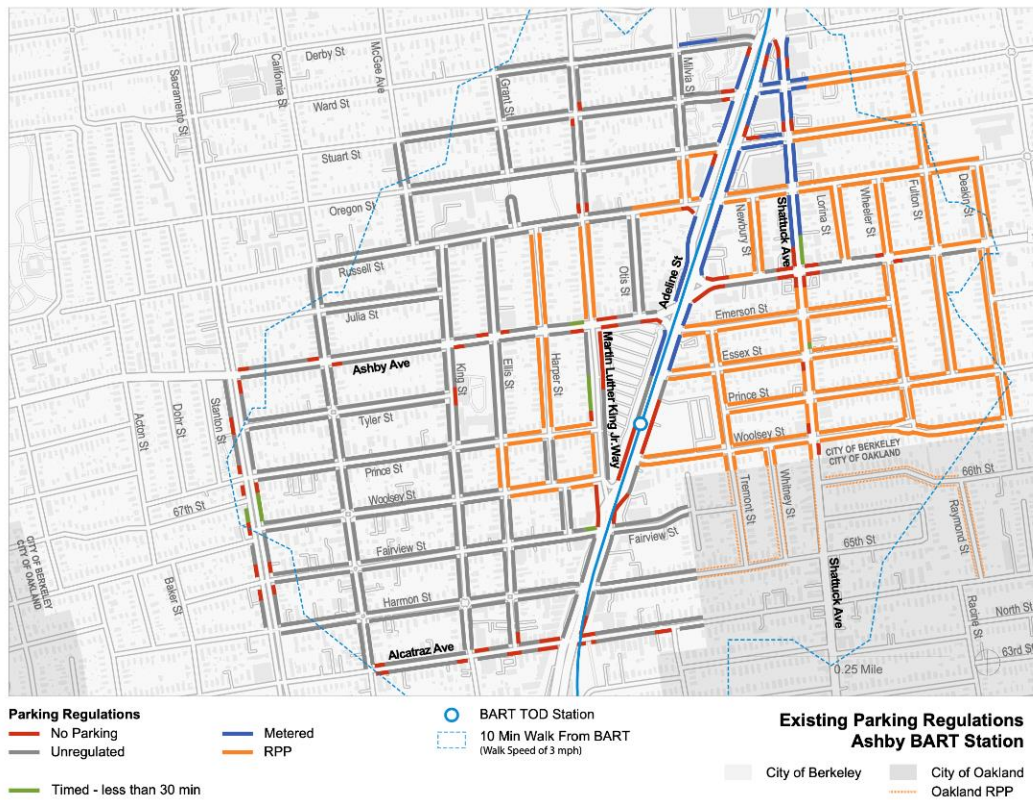 Derby St
McGee Ave
California St
Sacramento St
Ward St
Grant St
Milvia St
Stuart St
Oregon St
Deakin St
Fulton St
Wheeler St
Lorina St
Shattuck Ave
Newbury St
Russell St
Otis St
Adeline St
Julia St
Emerson St
Ashby Ave
King St
Ellis St
Harper St
Martin Luther King Jr. Way
Essex St
Prince St
Acton St
Dohr St
Stanton St
Tyler St
Woolsey St
CITY OF BERKELEY
CITY OF OAKLAND
Prince St
Woolsey St
67th St
66th St
Tremont St
Whitney St
Raymond St
Fairview St
Fairview St
65th St
CITY OF BERKELEY
CITY OF OAKLAND
Baker St
Harmon St
Shattuck Ave
Racine St
North St
Alcatraz Ave
63rd St
0.25 Mile
Parking Regulations
No Parking
Metered
Unregulated
RPP
Timed - less than 30 min
BART TOD Station
10 Min Walk From BART
(Walk Speed of 3 mph)
Existing Parking Regulations
Ashby BART Station
City of Berkeley
City of Oakland
Oakland RPP